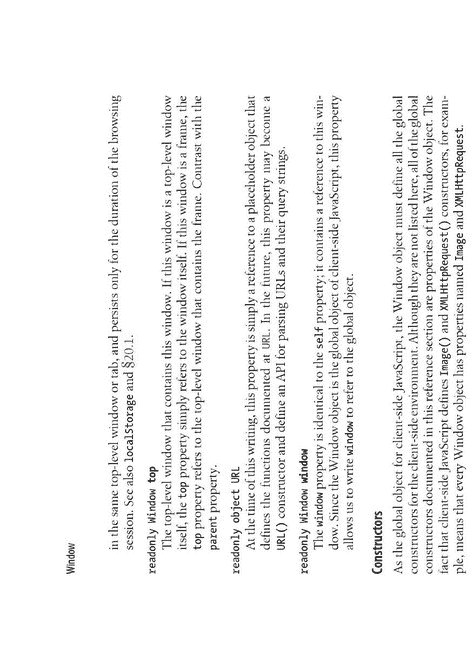 Window
in the same top-level window or tab, and persists only for the duration of the browsing
session. See also localStorage and §20.1.
readonly Window top
The top-level window that contains this window. If this window is a top-level window
itself, the top property simply refers to the window itself. If this window is a frame, the
top property refers to the top-level window that contains the frame. Contrast with the
parent property.
readonly object URL
At the time of this writing, this property is simply a reference to a placeholder object that
defines the functions documented at URL. In the future, this property may become a
URL() constructor and define an API for parsing URLs and their query strings.
readonly Window window
The window property is identical to the self property; it contains a reference to this win-
dow. Since the Window object is the global object of client-side JavaScript, this property
allows us to write window to refer to the global object.
Constructors
As the global object for client-side JavaScript, the Window object must define all the global
constructors for the client-side environment. Although they are not listed here, all of the global
constructors documented in this reference section are properties of the Window object. The
fact that client-side JavaScript defines Image() and XMLHttpRequest() constructors, for exam-
ple, means that every Window object has properties named Image and XMLHttpRequest.